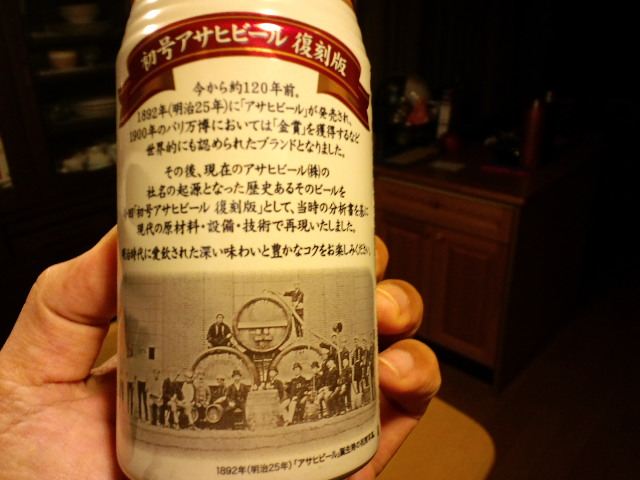 初号アサヒビール 復刻版
今から約120年前。
1892年(明治25年)に「アサヒビール」が発売され、
1900年のパリ万博においては「金賞」を獲得するなど
世界的にも認められたブランドとなりました。
その後、現在のアサヒビール(株)の
社名の起源となった歴史あるそのビールを
今回「初号アサヒビール 復刻版」として、当時の分析書を基に
現代の原材料・設備・技術で再現いたしました。
明治時代に愛飲された深い味わいと豊かなコクをお楽しみください。
1892年(明治25年)「アサヒビール」誕生時の